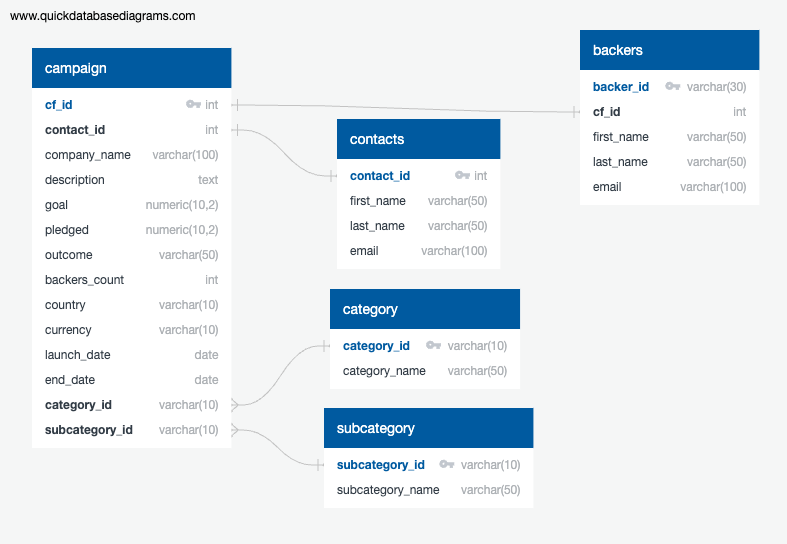 www.quickdatabasediagrams.com
campaign
cf_id int
contact_id int
company_name varchar(100)
description text
goal numeric(10,2)
pledged numeric(10,2)
outcome varchar(50)
backers_count int
country varchar(10)
currency varchar(10)
launch_date date
end_date date
category_id varchar(10)
subcategory_id varchar(10)
contacts
contact_id int
first_name varchar(50)
last_name varchar(50)
email varchar(100)
category
category_id varchar(10)
category_name varchar(50)
subcategory
subcategory_id varchar(10)
subcategory_name varchar(50)
backers
backer_id varchar(30)
cf_id int
first_name varchar(50)
last_name varchar(50)
email varchar(100)